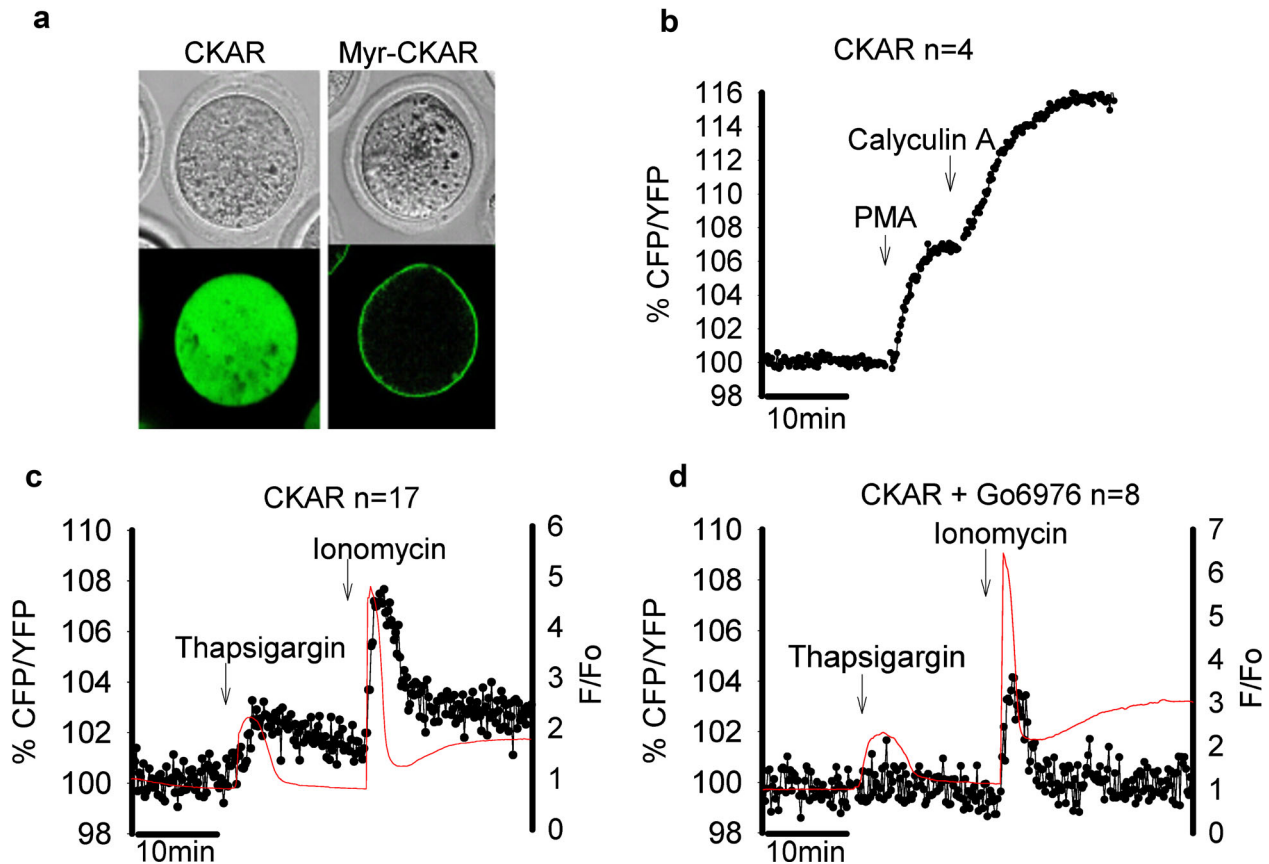 a
CKAR
Myr-CKAR
b
CKAR n=4
116
114
112
110
108
106
104
102
100
98
% CFP/YFP
Calyculin A
PMA
10min
c
CKAR n=17
110
108
106
104
102
100
98
% CFP/YFP
Thapsigargin
Ionomycin
6
5
4
3
2
1
0
F/Fo
10min
d
CKAR + Go6976 n=8
110
108
106
104
102
100
98
% CFP/YFP
Thapsigargin
Ionomycin
7
6
5
4
3
2
1
0
F/Fo
10min